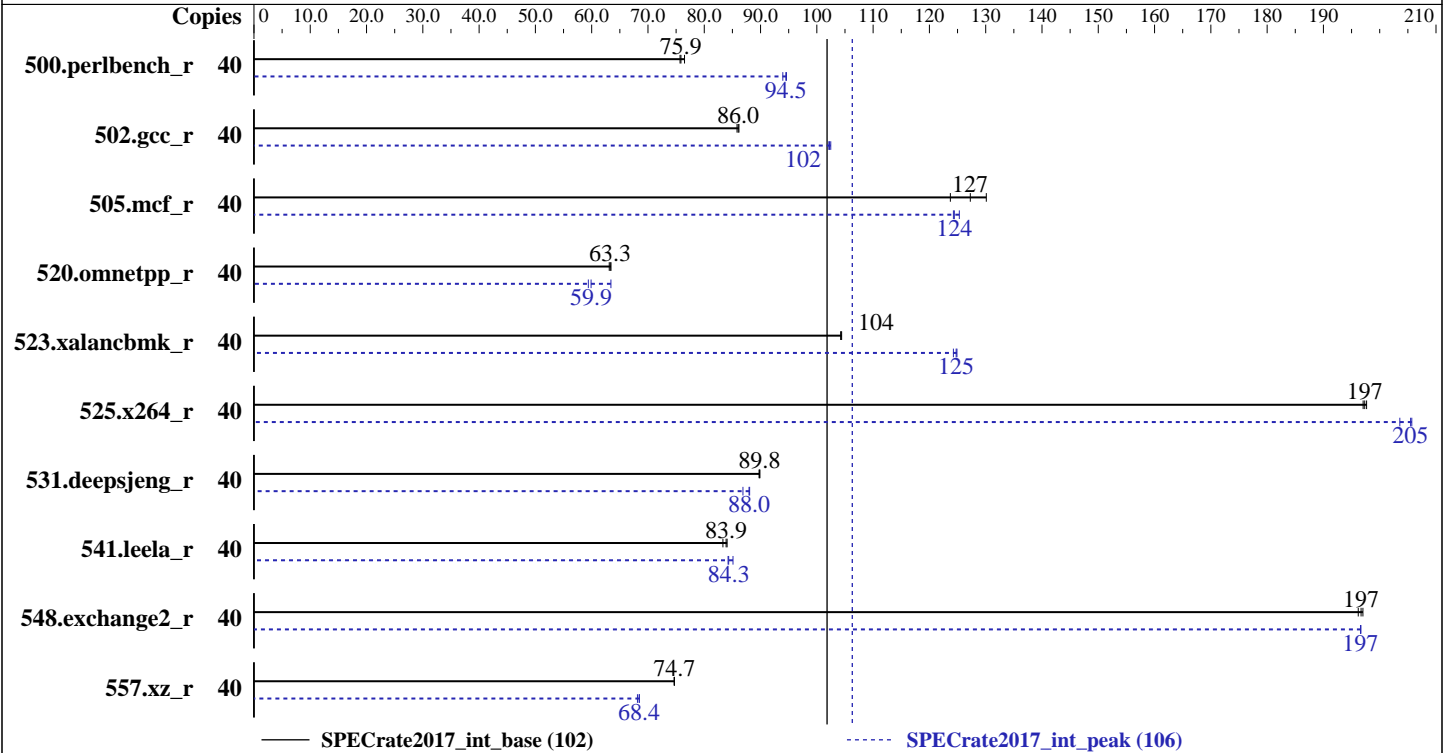 Copies 0 10.0 20.0 30.0 40.0 50.0 60.0 70.0 80.0 90.0 100 110 120 130 140 150 160 170 180 190 210
75.9
500.perlbench_r 40
94.5
86.0
502.gcc_r 40
102
127
505.mcf_r 40
124
63.3
520.omnetpp_r 40
59.9
104
523.xalancbmk_r 40
125
197
525.x264_r 40
205
89.8
531.deepsjeng_r 40
88.0
83.9
541.leela_r 40
84.3
197
548.exchange2_r 40
197
74.7
557.xz_r 40
68.4
SPECrate2017_int_base (102) SPECrate2017_int_peak (106)